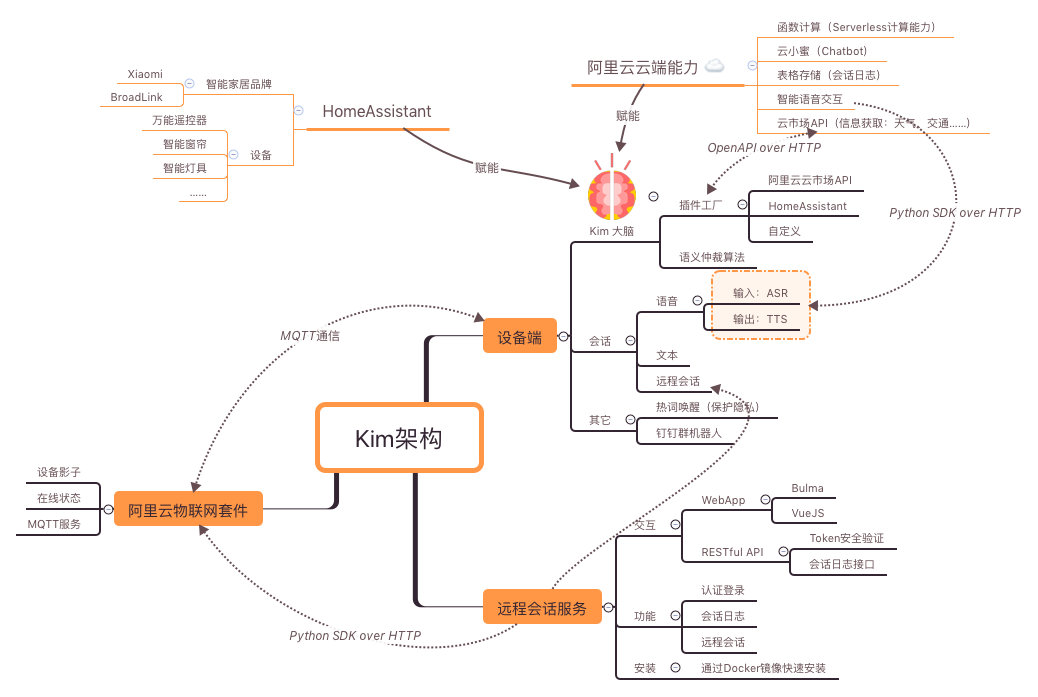 函数计算（Serverless计算能力）
云小蜜（Chatbot）
表格存储（会话日志）
智能语音交互
云市场API（信息获取：天气、交通......）
阿里云云端能力
赋能
OpenAPI over HTTP
Python SDK over HTTP
Xiaomi
BroadLink
智能家居品牌
HomeAssistant
万能遥控器
智能窗帘
智能灯具
......
设备
赋能
Kim 大脑
插件工厂
阿里云云市场API
HomeAssistant
自定义
语义仲裁算法
MQTT通信
设备端
会话
语音
输入：ASR
输出：TTS
文本
远程会话
其它
热词唤醒（保护隐私）
钉钉群机器人
Kim架构
设备影子
在线状态
MQTT服务
阿里云物联网套件
Python SDK over HTTP
远程会话服务
交互
WebApp
Bulma
VueJS
RESTful API
Token安全验证
会话日志接口
功能
认证登录
会话日志
远程会话
安装
通过Docker镜像快速安装